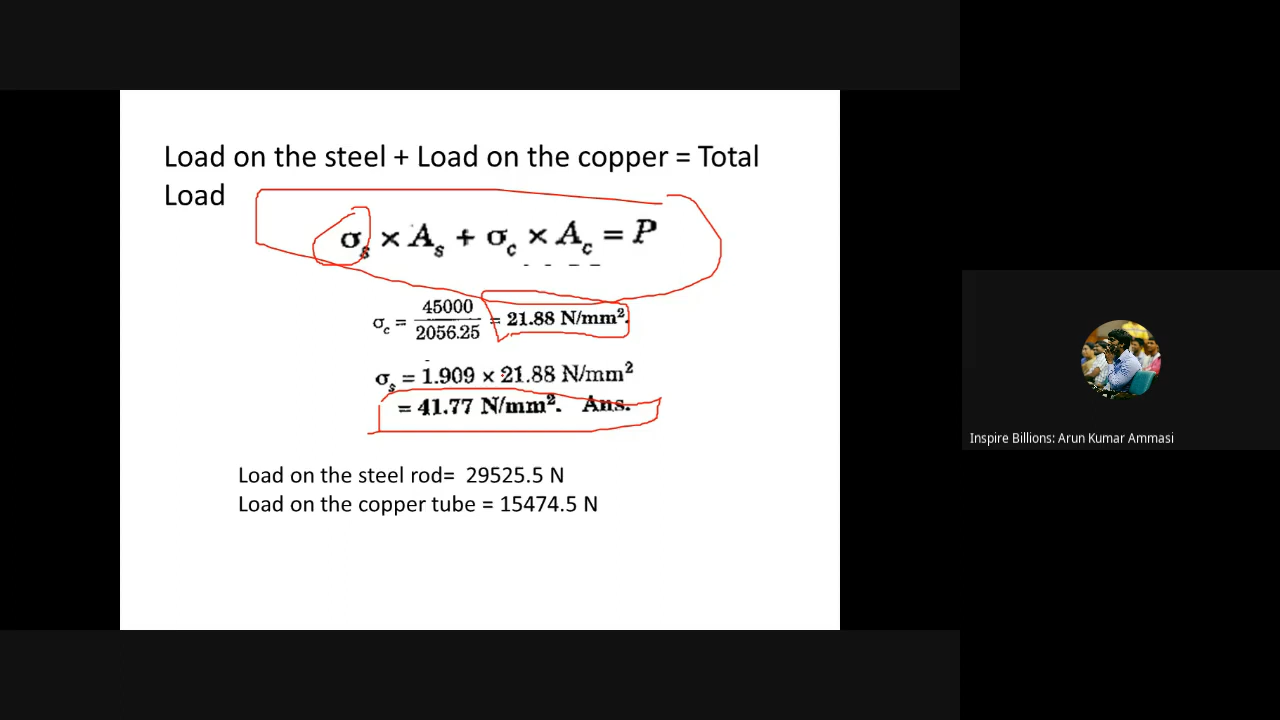 Load on the steel + Load on the copper = Total
Load
σs × As + σc × Ac = P
σc = 45000 / 2056.25 = 21.88 N/mm².
σs = 1.909 × 21.88 N/mm²
= 41.77 N/mm². Ans.
Load on the steel rod= 29525.5 N
Load on the copper tube = 15474.5 N
Inspire Billions: Arun Kumar Ammasi